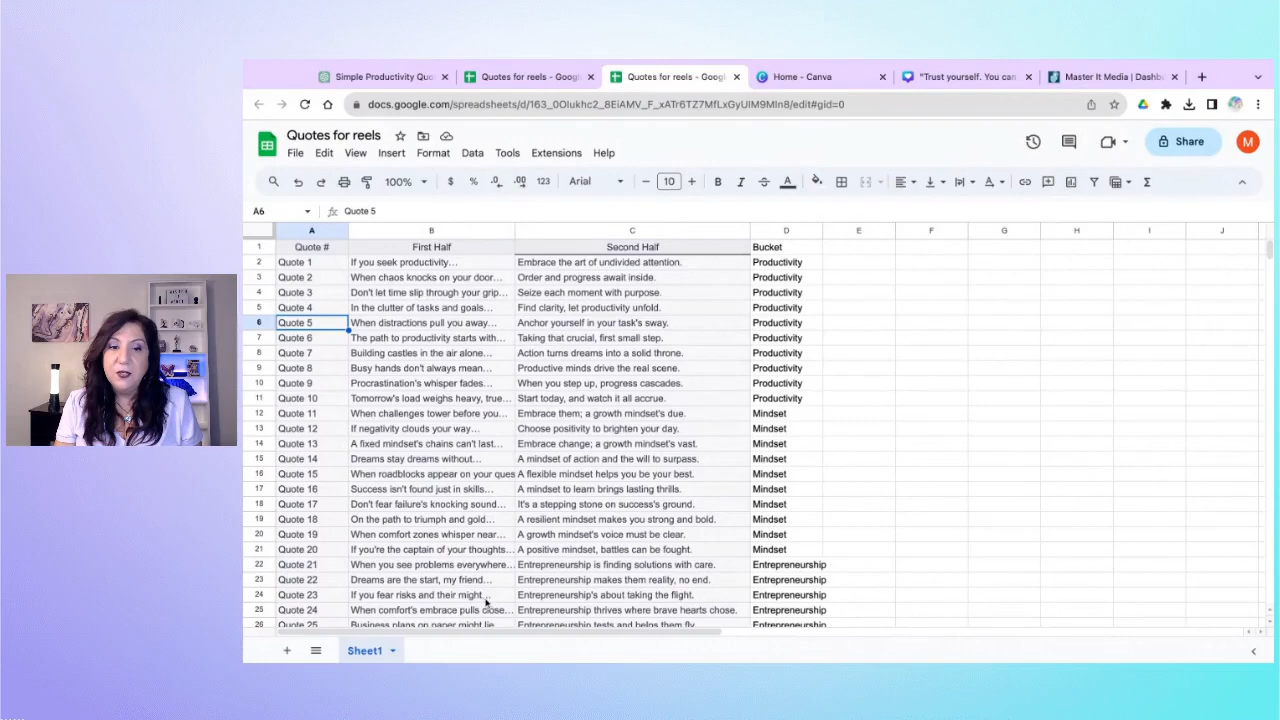 Simple Productivity Quo
Quotes for reels - Googl
Quotes for reels - Googl
Home - Canva
"Trust yourself. You can
Master It Media | Dashb
docs.google.com/spreadsheets/d/163_0Olukhc2_8EiAMV_F_xATr6TZ7MfLxGyUIM9MIn8/edit#gid=0
Quotes for reels
File Edit View Insert Format Data Tools Extensions Help
Share
M
100% $ % .0 .00 123 Arial 10 B I A
A6 fx Quote 5
A B C D E F G H I J
1 Quote # First Half Second Half Bucket
2 Quote 1 If you seek productivity... Embrace the art of undivided attention. Productivity
3 Quote 2 When chaos knocks on your door... Order and progress await inside. Productivity
4 Quote 3 Don't let time slip through your grip... Seize each moment with purpose. Productivity
5 Quote 4 In the clutter of tasks and goals... Find clarity, let productivity unfold. Productivity
6 Quote 5 When distractions pull you away... Anchor yourself in your task's sway. Productivity
7 Quote 6 The path to productivity starts with... Taking that crucial, first small step. Productivity
8 Quote 7 Building castles in the air alone... Action turns dreams into a solid throne. Productivity
9 Quote 8 Busy hands don't always mean... Productive minds drive the real scene. Productivity
10 Quote 9 Procrastination's whisper fades... When you step up, progress cascades. Productivity
11 Quote 10 Tomorrow's load weighs heavy, true... Start today, and watch it all accrue. Productivity
12 Quote 11 When challenges tower before you... Embrace them; a growth mindset's due. Mindset
13 Quote 12 If negativity clouds your way... Choose positivity to brighten your day. Mindset
14 Quote 13 A fixed mindset's chains can't last... Embrace change; a growth mindset's vast. Mindset
15 Quote 14 Dreams stay dreams without... A mindset of action and the will to surpass. Mindset
16 Quote 15 When roadblocks appear on your ques A flexible mindset helps you be your best. Mindset
17 Quote 16 Success isn't found just in skills... A mindset to learn brings lasting thrills. Mindset
18 Quote 17 Don't fear failure's knocking sound... It's a stepping stone on success's ground. Mindset
19 Quote 18 On the path to triumph and gold... A resilient mindset makes you strong and bold. Mindset
20 Quote 19 When comfort zones whisper near... A growth mindset's voice must be clear. Mindset
21 Quote 20 If you're the captain of your thoughts... A positive mindset, battles can be fought. Mindset
22 Quote 21 When you see problems everywhere... Entrepreneurship is finding solutions with care. Entrepreneurship
23 Quote 22 Dreams are the start, my friend... Entrepreneurship makes them reality, no end. Entrepreneurship
24 Quote 23 If you fear risks and their might... Entrepreneurship's about taking the flight. Entrepreneurship
25 Quote 24 When comfort's embrace pulls close... Entrepreneurship thrives where brave hearts chose. Entrepreneurship
26 Quote 25 Business plans on paper might lie Entrepreneurship tests and helps them fly Entrepreneurship
Sheet1